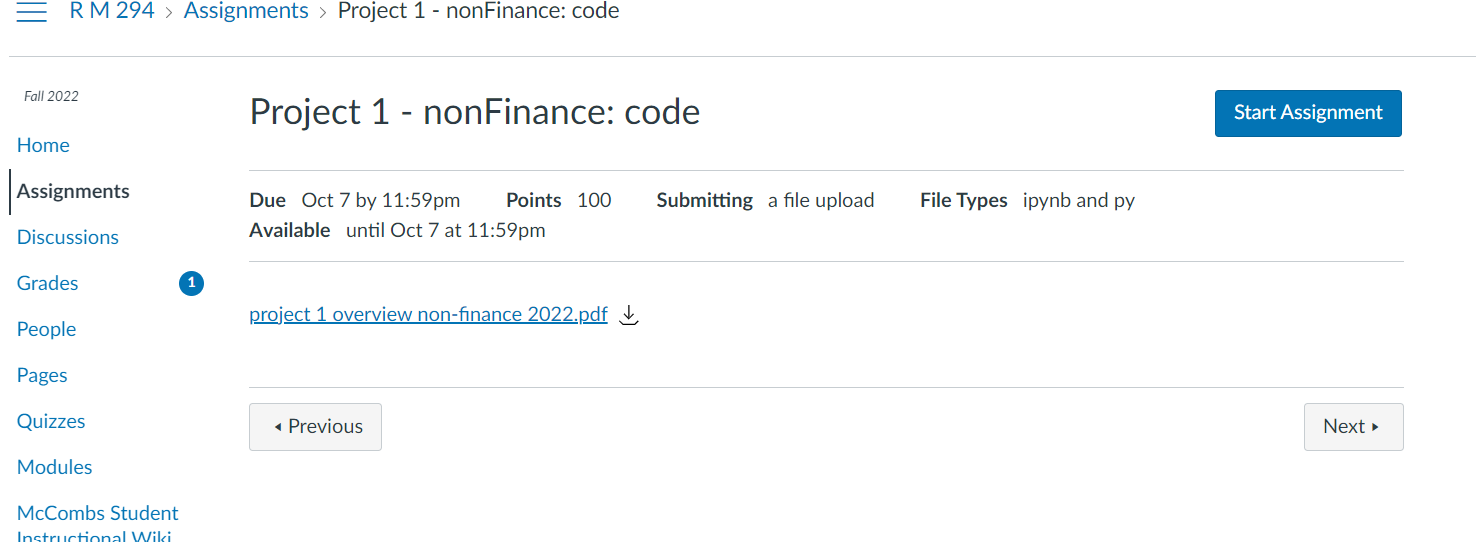 R M 294 > Assignments > Project 1 - nonFinance: code
Fall 2022
Home
Assignments
Discussions
Grades 1
People
Pages
Quizzes
Modules
McCombs Student
Instructional Wiki
Project 1 - nonFinance: code
Start Assignment
Due Oct 7 by 11:59pm Points 100 Submitting a file upload File Types ipynb and py
Available until Oct 7 at 11:59pm
project 1 overview non-finance 2022.pdf
Previous
Next